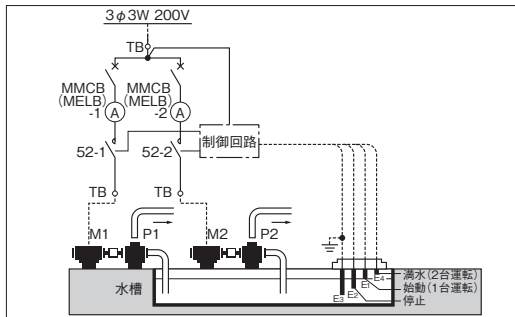 3φ3W 200V
TB
MMCB
(MELB)
-1
A
MMCB
(MELB)
-2
A
52-1
52-2
制御回路
TB
TB
M1
P1
M2
P2
水槽
E3
E2
E1
E4
満水(2台運転)
始動(1台運転)
停止